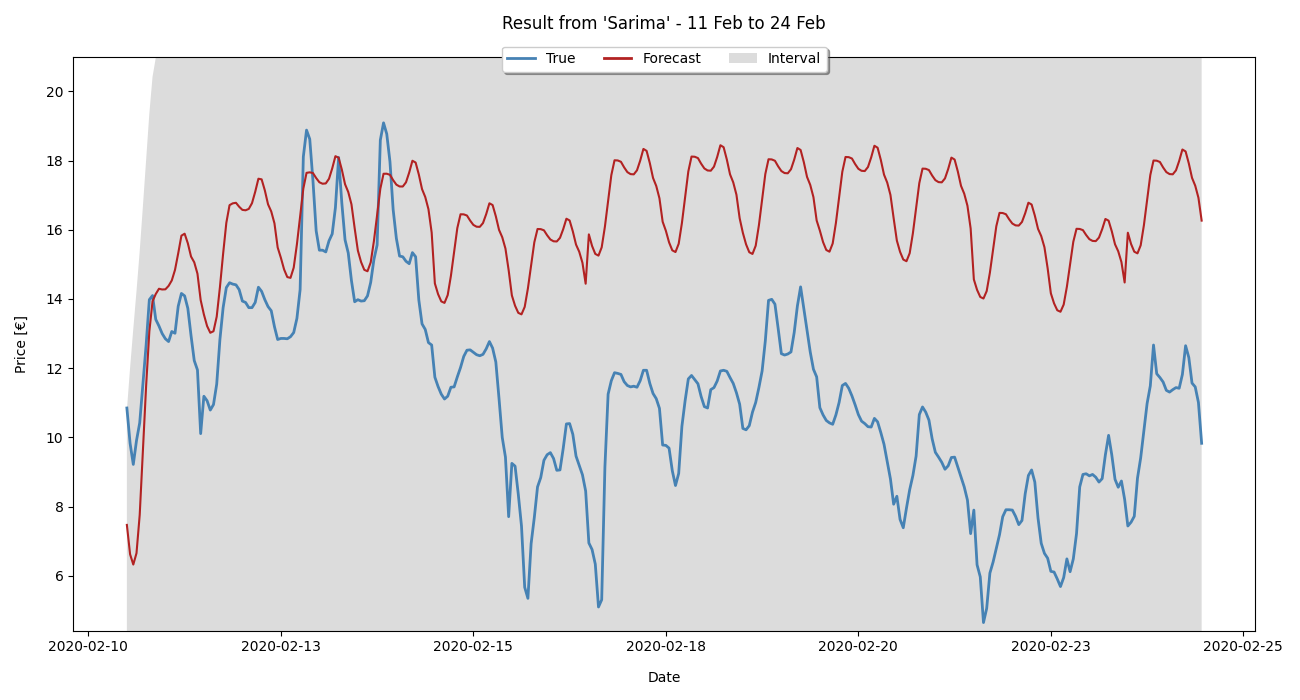 Result from 'Sarima' - 11 Feb to 24 Feb
True Forecast Interval
20
18
16
14
12
10
8
6
Price [€]
2020-02-10 2020-02-13 2020-02-15 2020-02-18 2020-02-20 2020-02-23 2020-02-25
Date